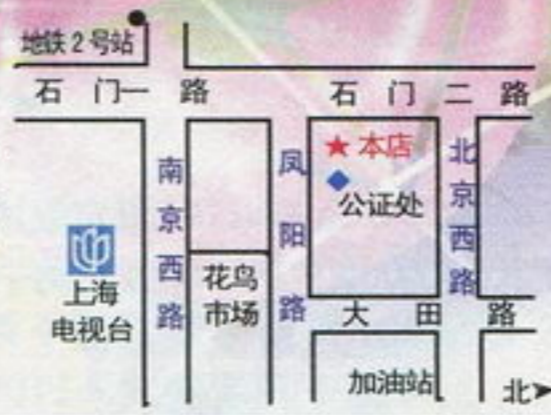 地铁2号站
石门一路
石门二路
南京西路
凤阳路
北京西路
★本店
公证处
上海
电视台
花鸟
市场
大田路
加油站
北